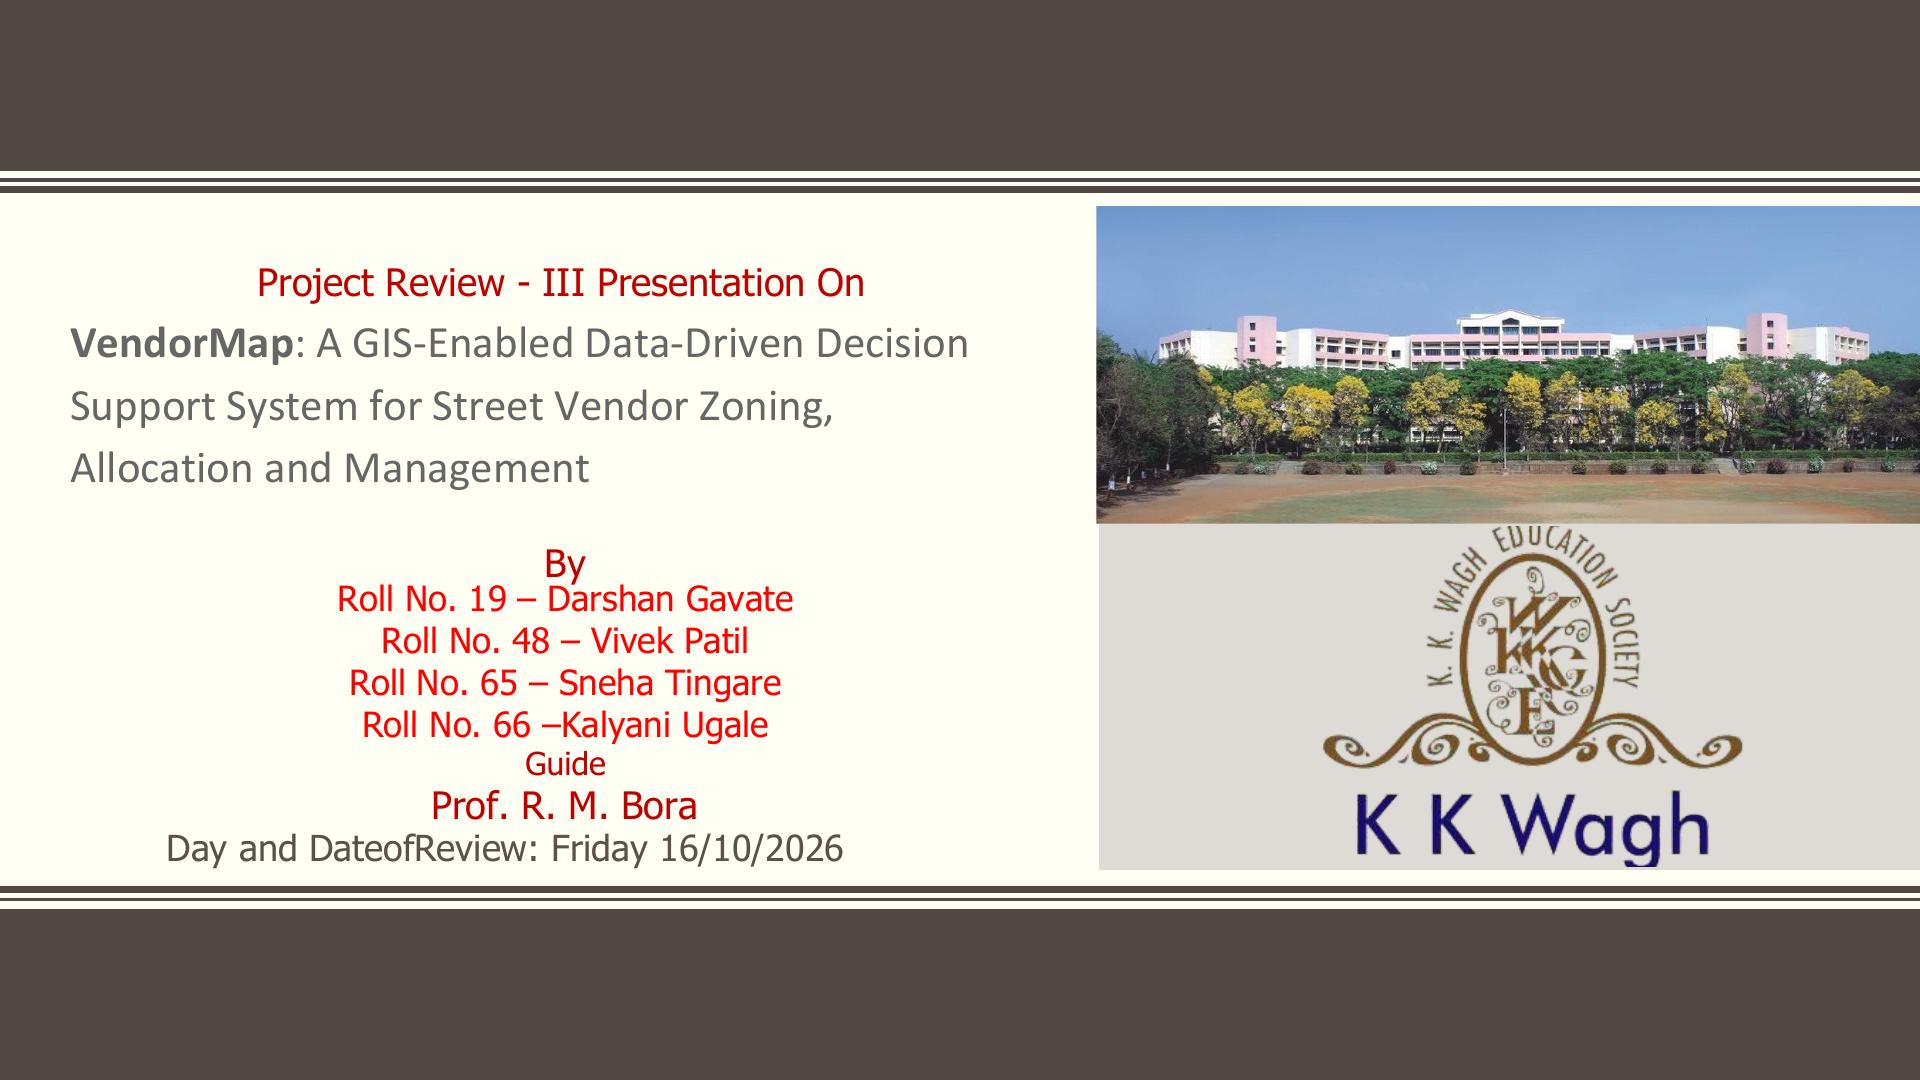 Project Review - III Presentation On
VendorMap: A GIS-Enabled Data-Driven Decision
Support System for Street Vendor Zoning,
Allocation and Management
By
Roll No. 19 – Darshan Gavate
Roll No. 48 – Vivek Patil
Roll No. 65 – Sneha Tingare
Roll No. 66 –Kalyani Ugale
Guide
Prof. R. M. Bora
Day and DateofReview: Friday 16/10/2026
K. K. WAGH EDUCATION SOCIETY
K K Wagh